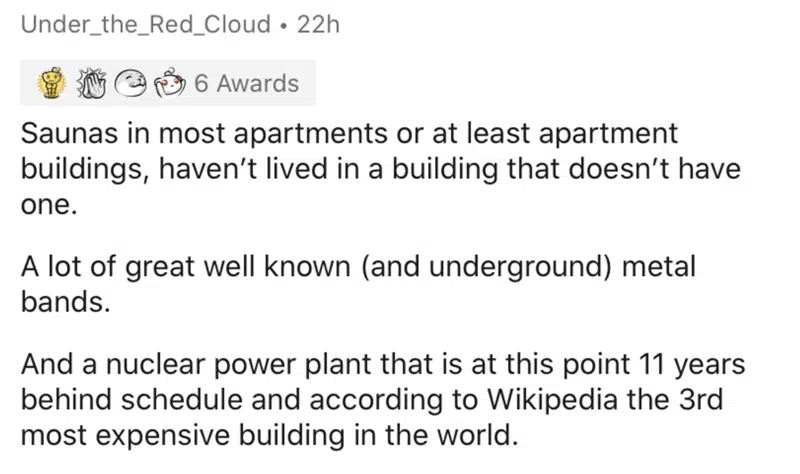 Under_the_Red_Cloud • 22h
6 Awards
Saunas in most apartments or at least apartment
buildings, haven’t lived in a building that doesn’t have
one.
A lot of great well known (and underground) metal
bands.
And a nuclear power plant that is at this point 11 years
behind schedule and according to Wikipedia the 3rd
most expensive building in the world.